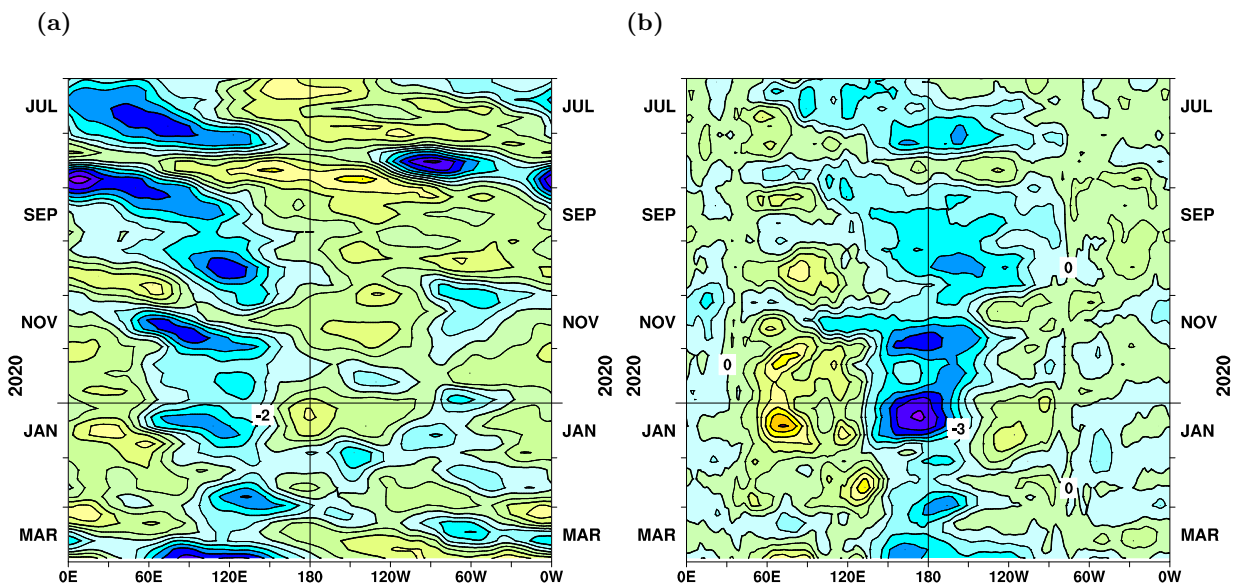 (a)
(b)
JUL JUL JUL JUL
SEP SEP SEP SEP
0
NOV NOV NOV NOV
2020 2020 2020
0
-2
-3
JAN JAN JAN JAN
0
MAR MAR MAR MAR
0E 60E 120E 180 120W 60W 0W
0E 60E 120E 180 120W 60W 0W